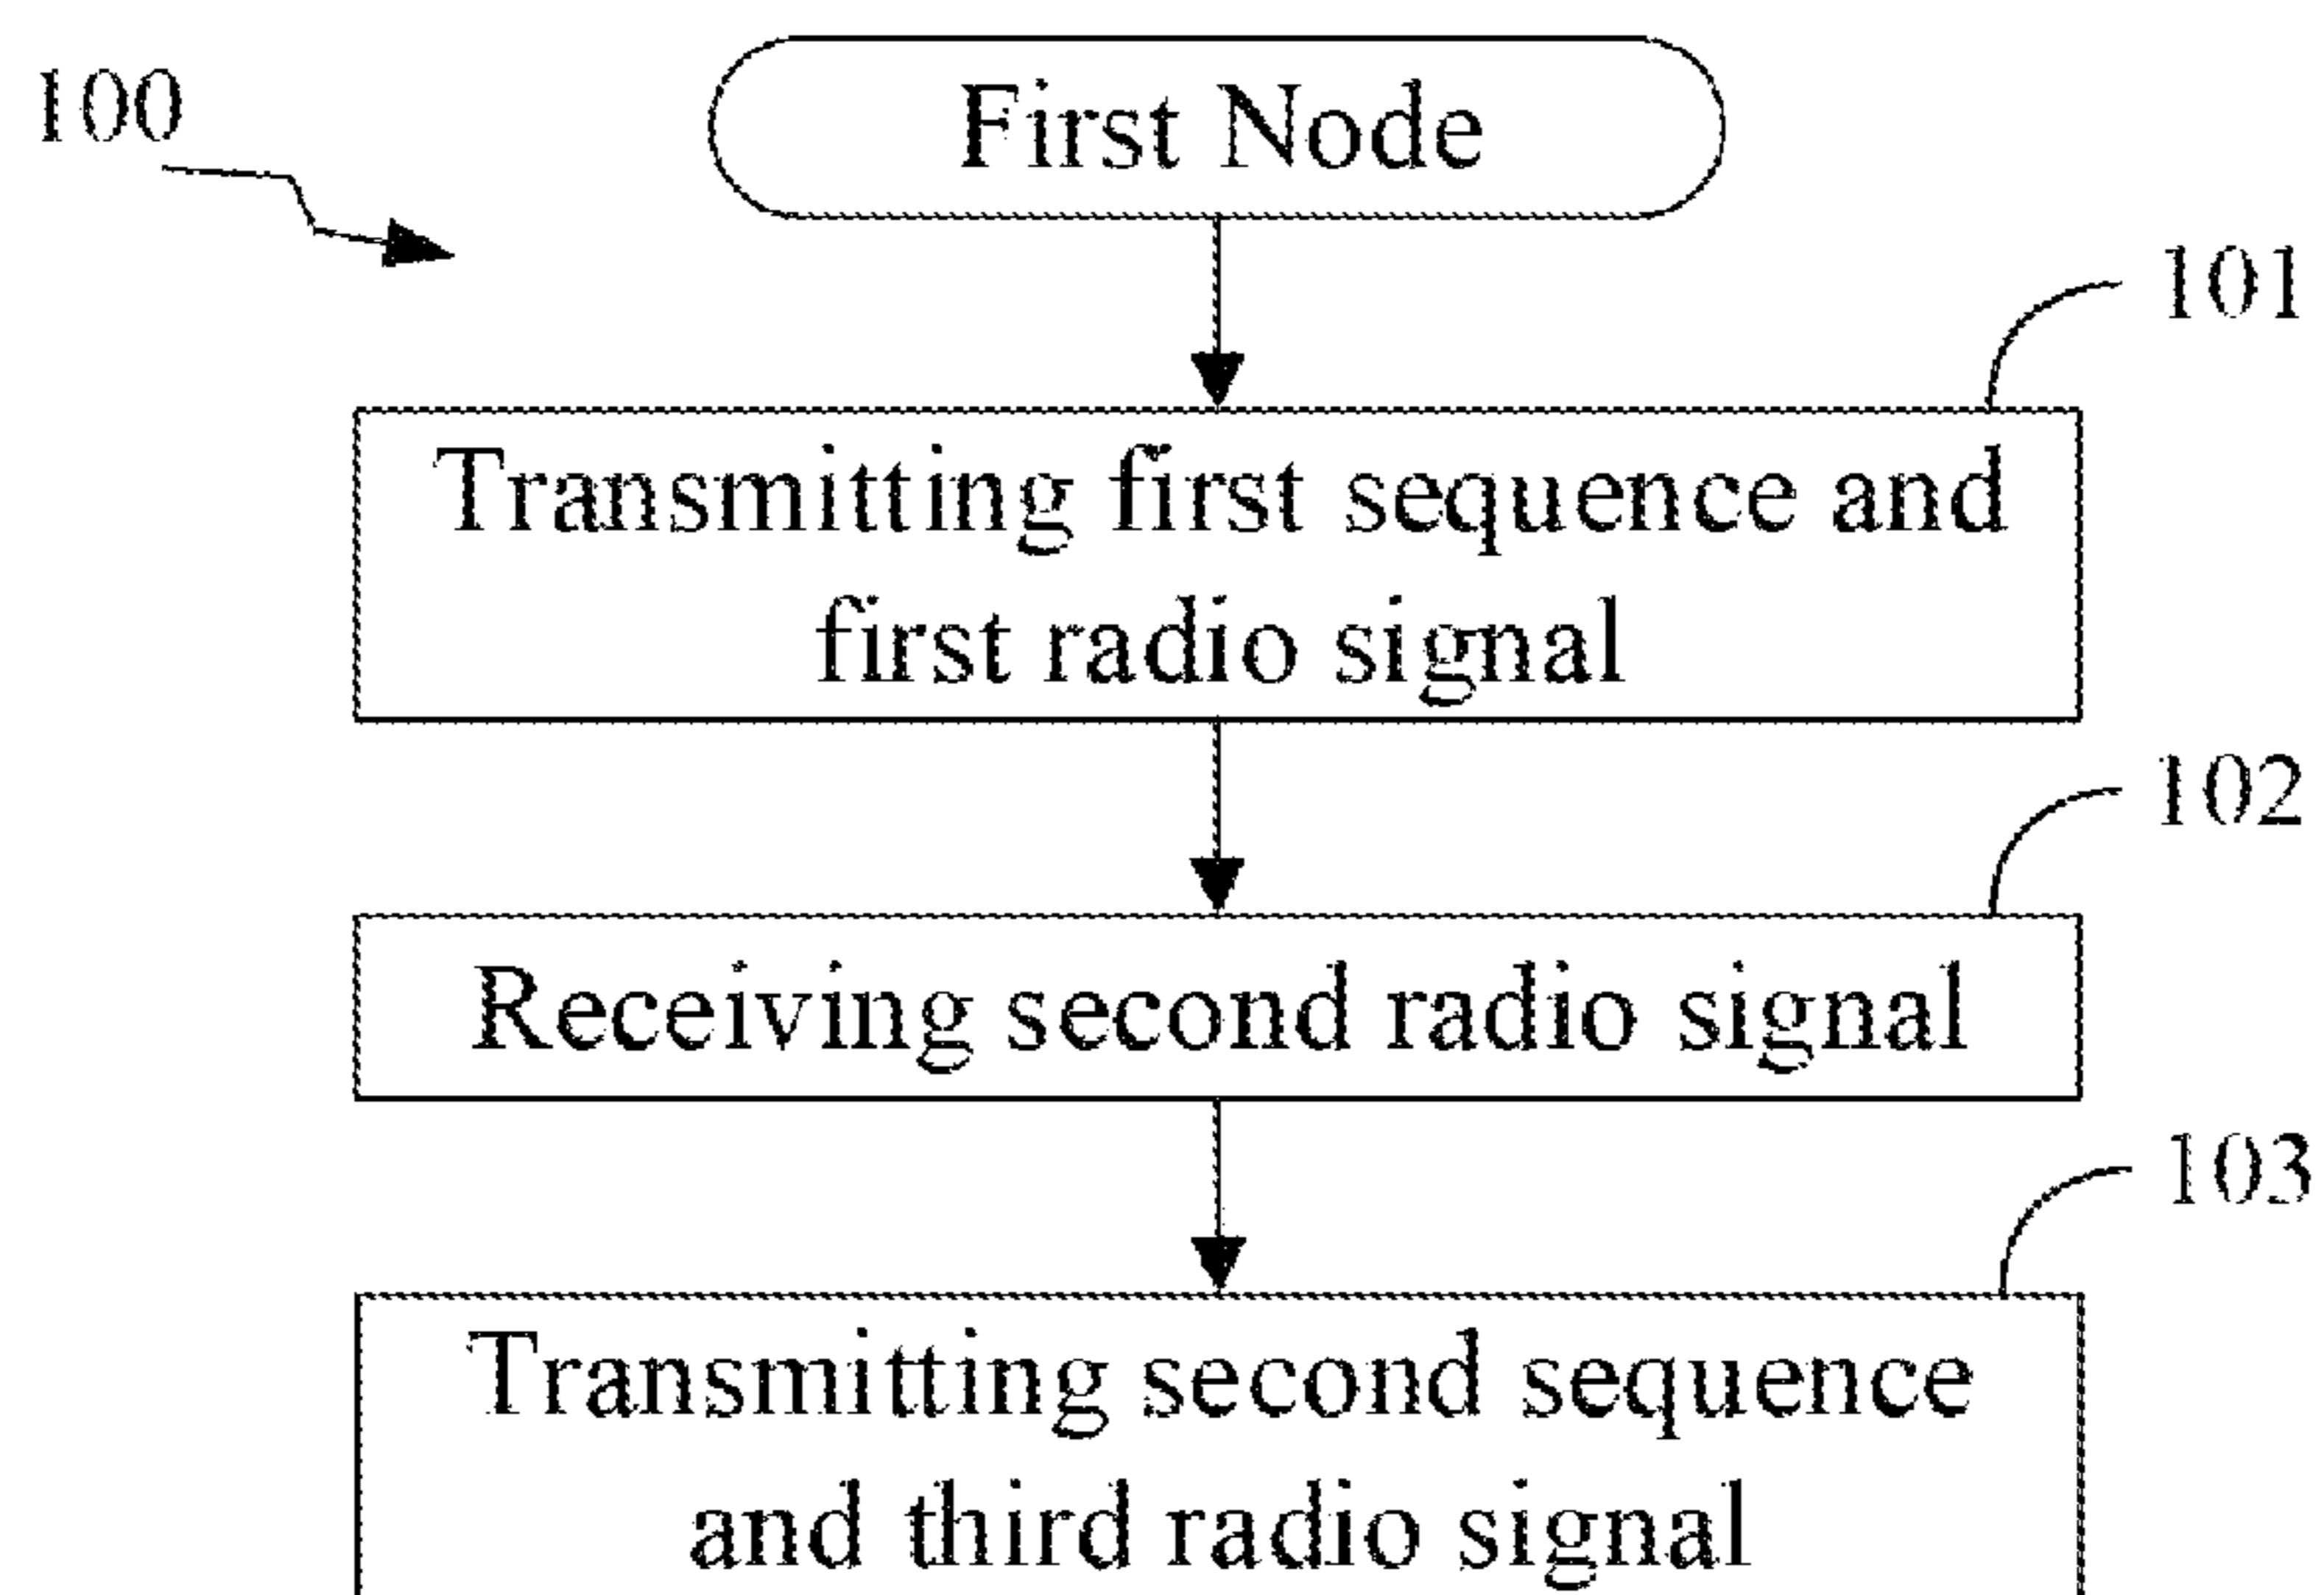 100
First Node
101
Transmitting first sequence and
first radio signal
102
Receiving second radio signal
103
Transmitting second sequence
and third radio signal